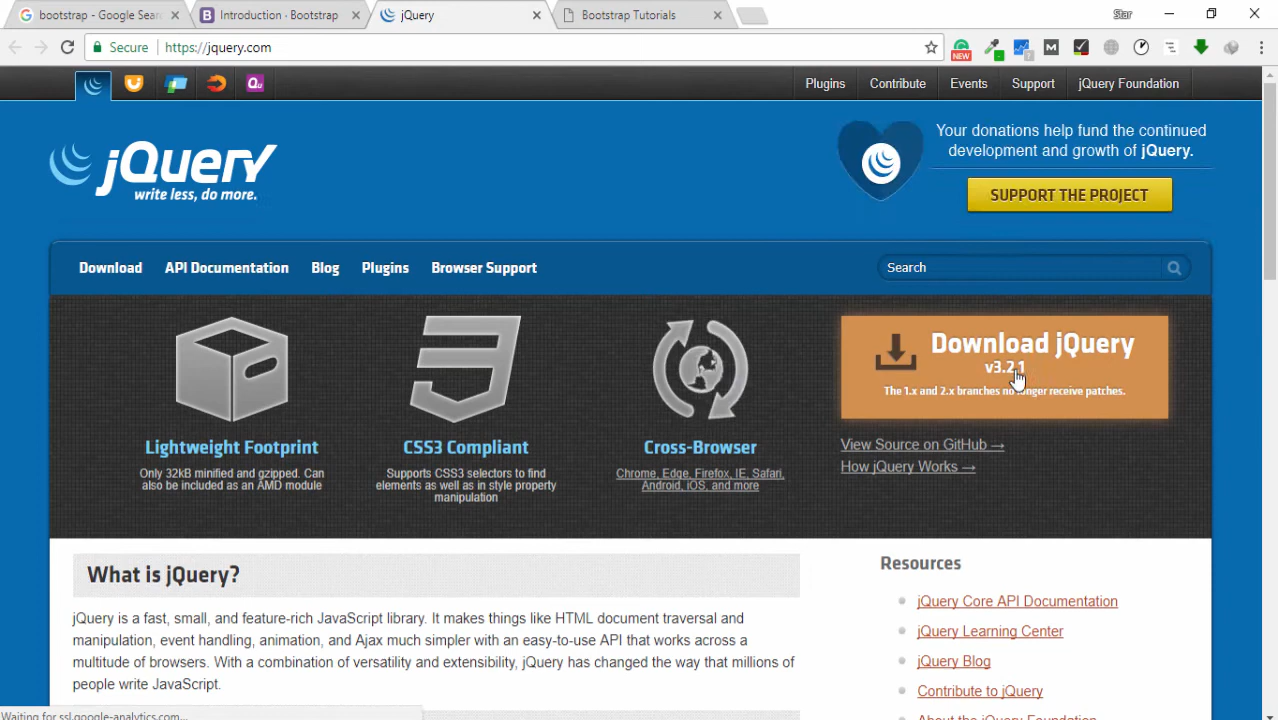 bootstrap - Google Sear
Introduction · Bootstrap
jQuery
Bootstrap Tutorials
Star
Secure
https://jquery.com
NEW
M
Qu
Plugins
Contribute
Events
Support
jQuery Foundation
jQuery
write less, do more.
Your donations help fund the continued
development and growth of jQuery.
SUPPORT THE PROJECT
Download
API Documentation
Blog
Plugins
Browser Support
Search
Lightweight Footprint
Only 32kB minified and gzipped. Can
also be included as an AMD module
CSS3 Compliant
Supports CSS3 selectors to find
elements as well as in style property
manipulation
Cross-Browser
Chrome, Edge, Firefox, IE, Safari,
Android, iOS, and more
Download jQuery
v3.2.1
The 1.x and 2.x branches no longer receive patches.
View Source on GitHub →
How jQuery Works →
What is jQuery?
jQuery is a fast, small, and feature-rich JavaScript library. It makes things like HTML document traversal and
manipulation, event handling, animation, and Ajax much simpler with an easy-to-use API that works across a
multitude of browsers. With a combination of versatility and extensibility, jQuery has changed the way that millions of
people write JavaScript.
Resources
jQuery Core API Documentation
jQuery Learning Center
jQuery Blog
Contribute to jQuery
About the jQuery Foundation
Waiting for ssl.google-analytics.com...